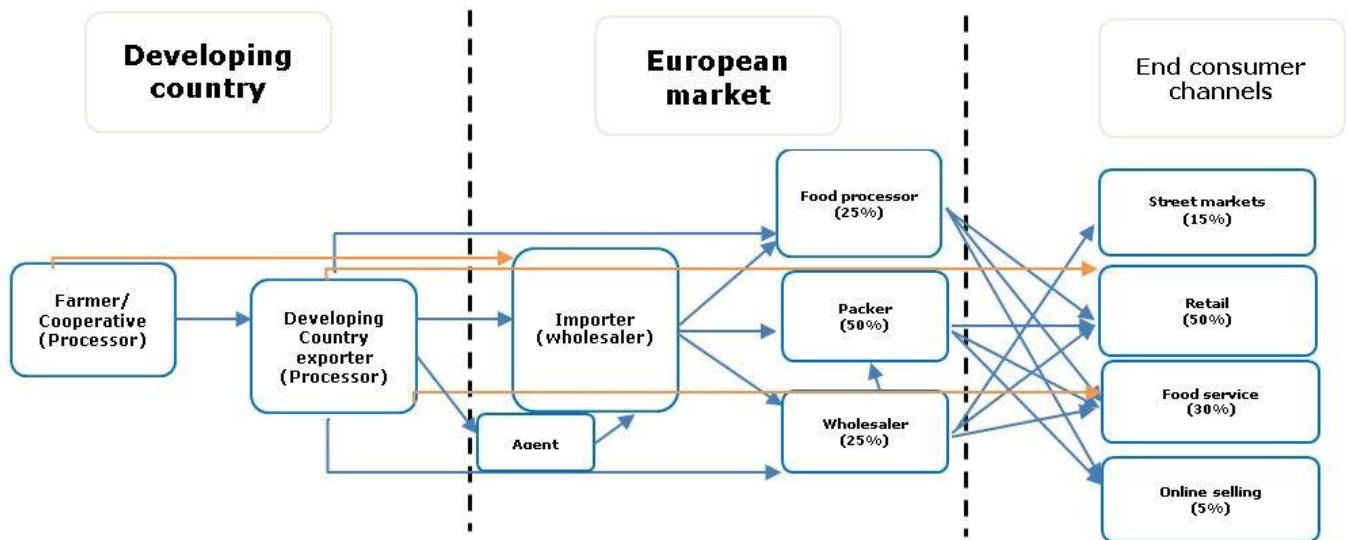 Developing
country
European
market
End consumer
channels
Farmer/
Cooperative
(Processor)
Developing
Country
exporter
(Processor)
Importer
(wholesaler)
Agent
Food processor
(25%)
Packer
(50%)
Wholesaler
(25%)
Street markets
(15%)
Retail
(50%)
Food service
(30%)
Online selling
(5%)